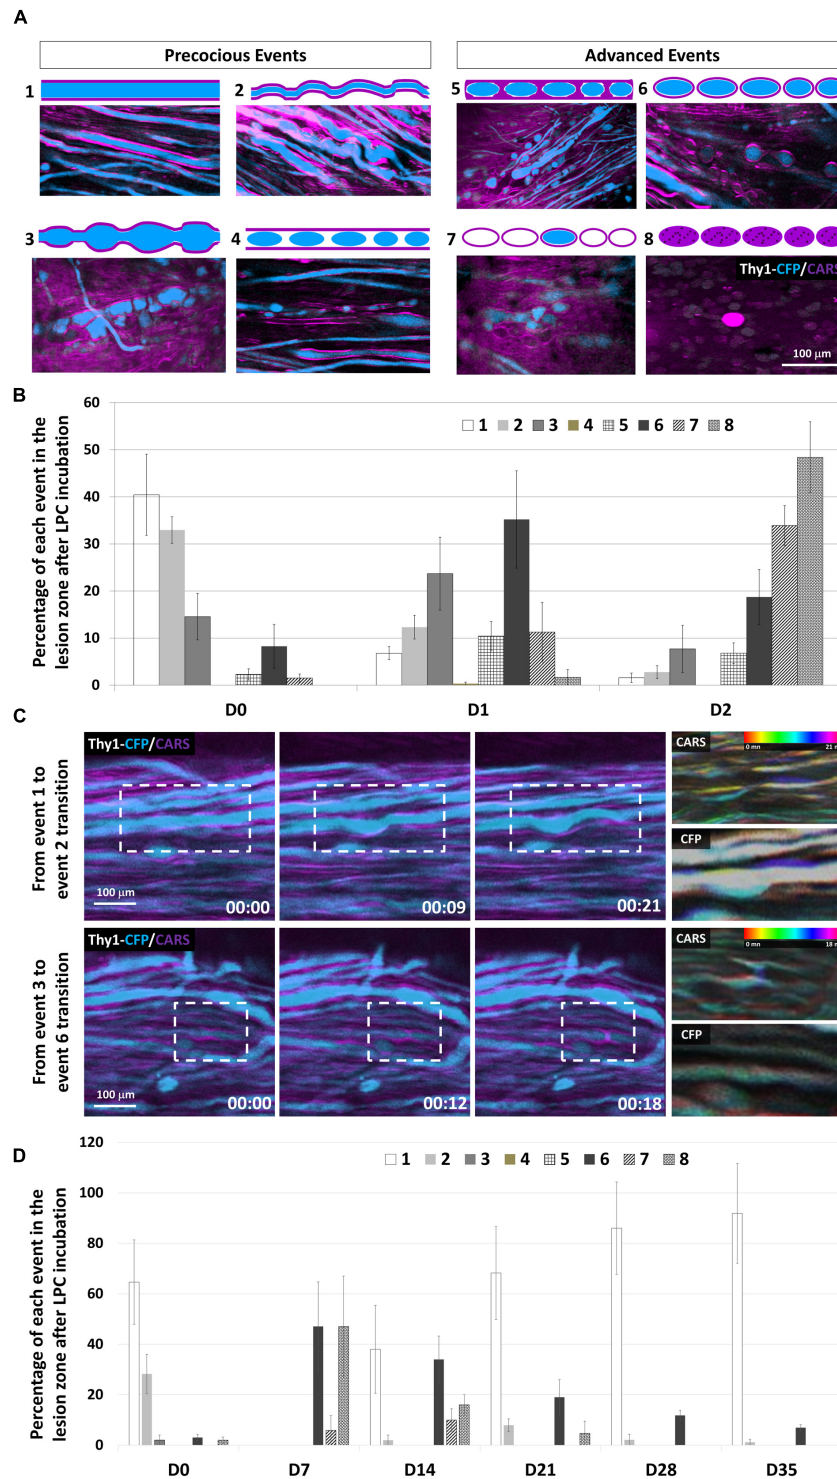 A
Precocious Events
Advanced Events
1
2
5
6
3
4
7
8
Thy1-CFP/CARS
100 µm
B
Percentage of each event in the
lesion zone after LPC incubation
60
50
40
30
20
10
0
1 2 3 4 5 6 7 8
D0 D1 D2
C
From event 1 to
event 2 transition
Thy1-CFP/CARS
100 µm
00:00
00:09
00:21
CARS
0 mn
CFP
From event 3 to
event 6 transition
Thy1-CFP/CARS
100 µm
00:00
00:12
00:18
CARS
0 mn
CFP
D
Percentage of each event in the
lesion zone after LPC incubation
120
100
80
60
40
20
0
1 2 3 4 5 6 7 8
D0 D7 D14 D21 D28 D35